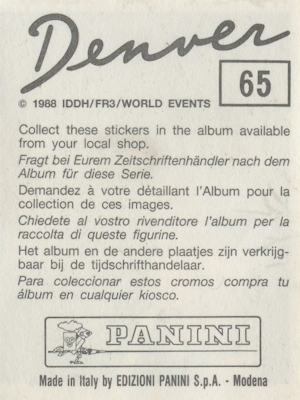 Denver
65
© 1988 IDDH/FR3/WORLD EVENTS
Collect these stickers in the album available
from your local shop.
Fragt bei Eurem Zeitschriftenhändler nach dem
Album für diese Serie.
Demandez à votre détaillant l'Album pour la
collection de ces images.
Chiedete al vostro rivenditore l'album per la
raccolta di queste figurine.
Het album en de andere plaatjes zijn verkrijg-
baar bij de tijdschrifthandelaar.
Para coleccionar estos cromos compra tu
álbum en cualquier kiosco.
PANINI
Made in Italy by EDIZIONI PANINI S.p.A. - Modena